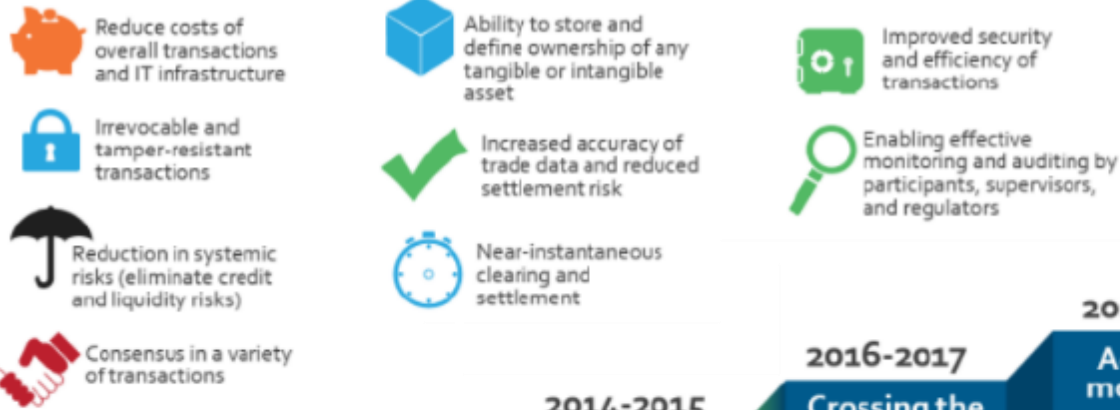 Reduce costs of
overall transactions
and IT infrastructure
Irrevocable and
tamper-resistant
transactions
Reduction in systemic
risks (eliminate credit
and liquidity risks)
Consensus in a variety
of transactions
Ability to store and
define ownership of any
tangible or intangible
asset
Increased accuracy of
trade data and reduced
settlement risk
Near-instantaneous
clearing and
settlement
Improved security
and efficiency of
transactions
Enabling effective
monitoring and auditing by
participants, supervisors,
and regulators
2014-2015
2016-2017
Crossing the